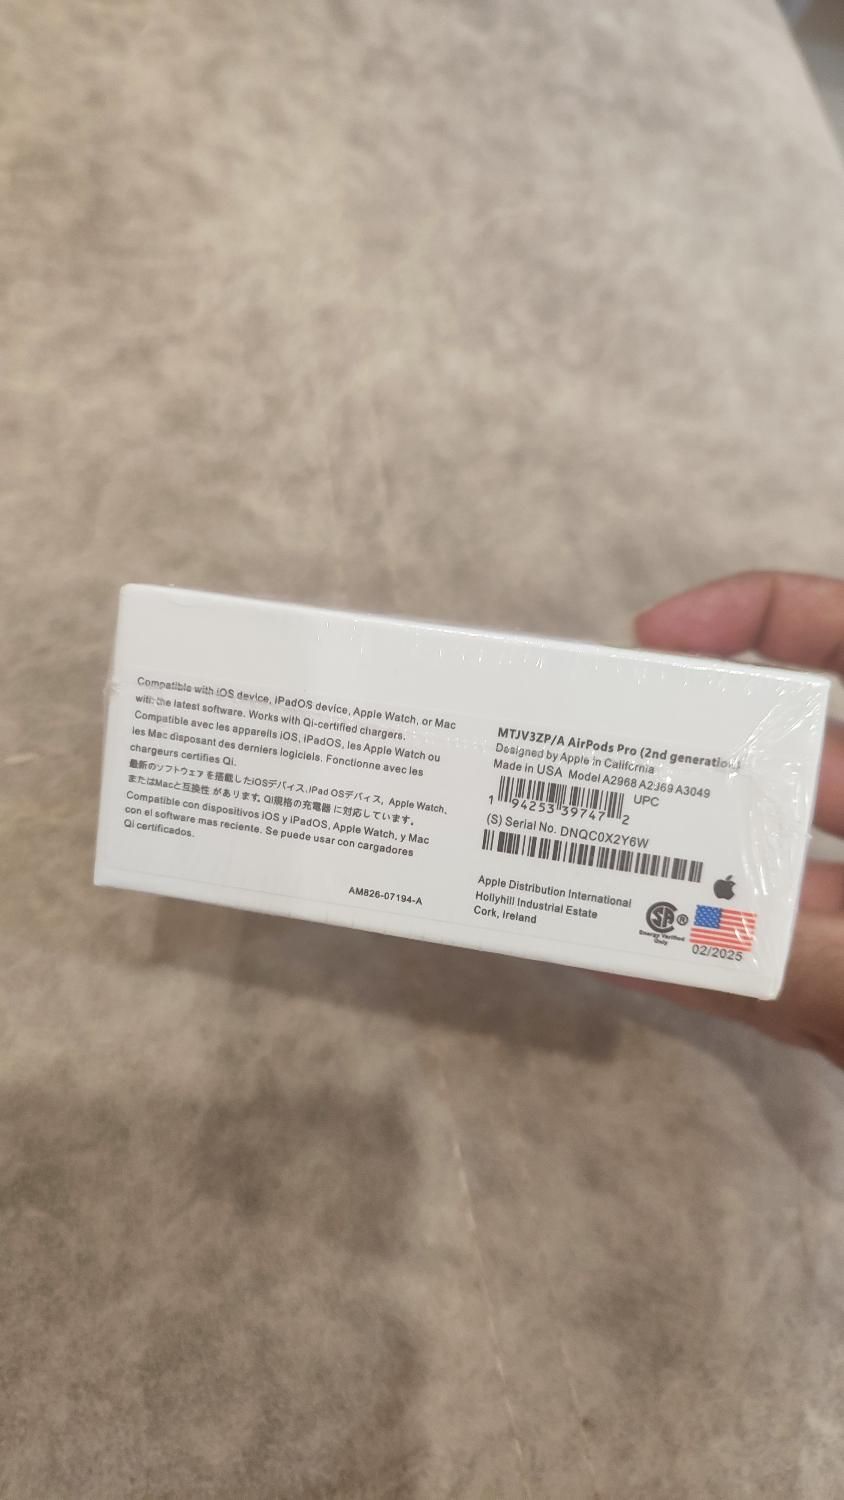 Compatible with iOS device, iPadOS device, Apple Watch, or Mac
with the latest software. Works with Qi-certified chargers.
Compatible avec les appareils iOS, iPadOS, les Apple Watch ou
les Mac disposant des derniers logiciels. Fonctionne avec les
chargeurs certifies Qi.
最新のソフトウェアを搭載したiOSデバイス,iPad OSデバイス, Apple Watch、
またはMacと互換性 があリます. Qi規格の充電器 に対応しています。
Compatible con dispositivos iOS y iPadOS, Apple Watch, y Mac
con el software mas reciente. Se puede usar con cargadores
Qi certificados.
AM826-07194-A
MTJV3ZP/A AirPods Pro (2nd generation)
Designed by Apple in California
Made in USA Model A2968 A2369 A3049
UPC
1 94253 39747 2
(S) Serial No. DNQC0X2Y6W
Apple Distribution International
Hollyhill Industrial Estate
Cork, Ireland
SA ®
Energy Verified
Only
02/2025